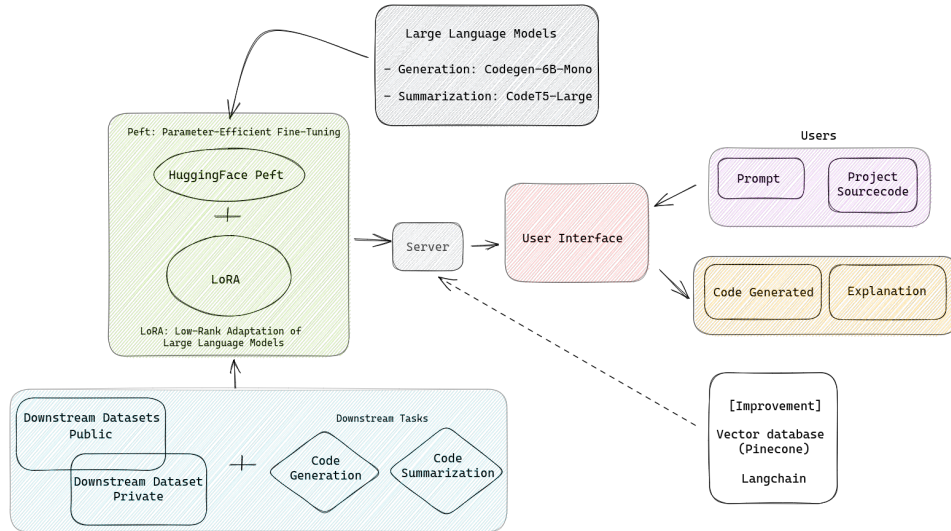 Large Language Models
- Generation: Codegen-6B-Mono
- Summarization: CodeT5-Large
Peft: Parameter-Efficient Fine-Tuning
HuggingFace Peft
LoRA
LoRA: Low-Rank Adaptation of
Large Language Models
Server
User Interface
Users
Prompt
Project
Sourcecode
Code Generated
Explanation
[Improvement]
Vector database
(Pinecone)
Langchain
Downstream Datasets
Public
Downstream Dataset
Private
Downstream Tasks
Code
Generation
Code
Summarization